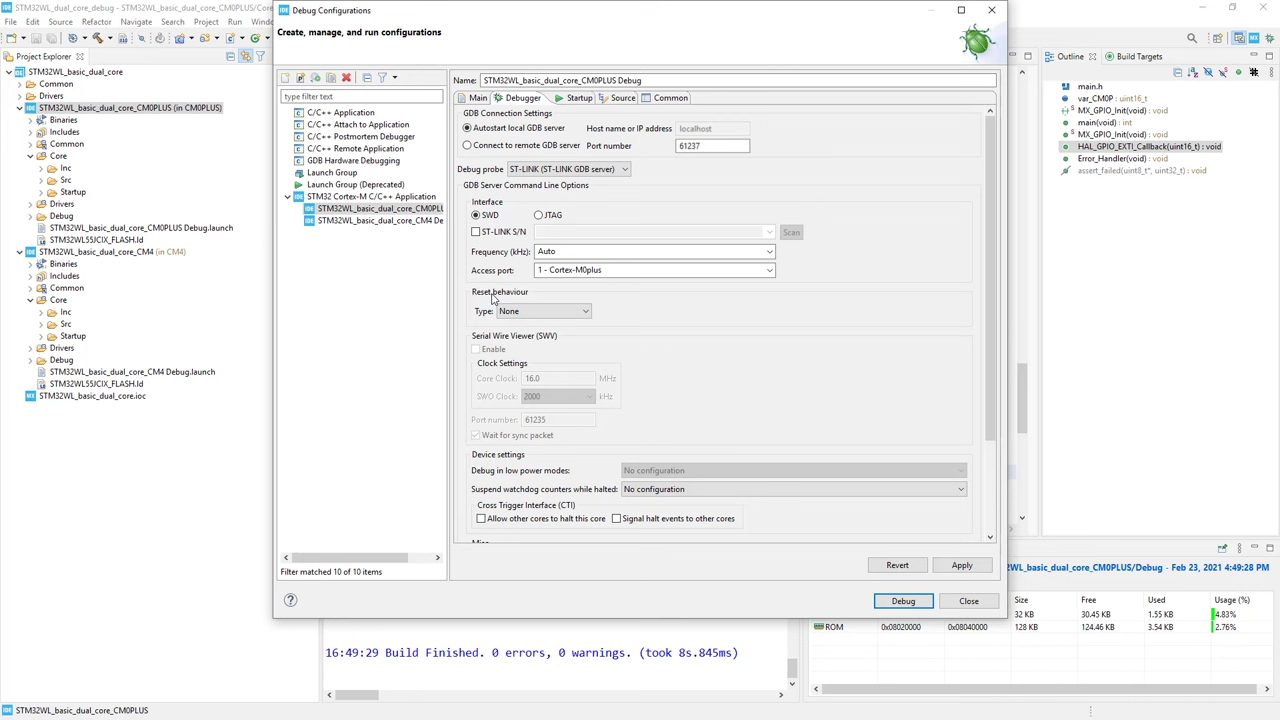 STM32WL_dual_core_debug - STM32WL_basic_dual_core_CM0PLUS/Co
File Edit Source Refactor Navigate Search Project Run Wind
Project Explorer
STM32WL_basic_dual_core
Common
Drivers
STM32WL_basic_dual_core_CM0PLUS (in CM0PLUS)
Binaries
Includes
Common
Core
Inc
Src
Startup
Drivers
Debug
STM32WL_basic_dual_core_CM0PLUS Debug.launch
STM32WL55JCIX_FLASH.ld
STM32WL_basic_dual_core_CM4 (in CM4)
Binaries
Includes
Common
Core
Inc
Src
Startup
Drivers
Debug
STM32WL_basic_dual_core_CM4 Debug.launch
STM32WL55JCIX_FLASH.ld
STM32WL_basic_dual_core.ioc
Debug Configurations
Create, manage, and run configurations
type filter text
C/C++ Application
C/C++ Attach to Application
C/C++ Postmortem Debugger
C/C++ Remote Application
GDB Hardware Debugging
Launch Group
Launch Group (Deprecated)
STM32 Cortex-M C/C++ Application
STM32WL_basic_dual_core_CM0PLU
STM32WL_basic_dual_core_CM4 De
Filter matched 10 of 10 items
Name: STM32WL_basic_dual_core_CM0PLUS Debug
Main Debugger Startup Source Common
GDB Connection Settings
Autostart local GDB server Host name or IP address localhost
Connect to remote GDB server Port number 61237
Debug probe ST-LINK (ST-LINK GDB server)
GDB Server Command Line Options
Interface
SWD JTAG
ST-LINK S/N Scan
Frequency (kHz): Auto
Access port: 1 - Cortex-M0plus
Reset behaviour
Type: None
Serial Wire Viewer (SWV)
Enable
Clock Settings
Core Clock: 16.0 MHz
SWO Clock: 2000 kHz
Port number: 61235
Wait for sync packet
Device settings
Debug in low power modes: No configuration
Suspend watchdog counters while halted: No configuration
Cross Trigger Interface (CTI)
Allow other cores to halt this core Signal halt events to other cores
Misc
Revert Apply
Debug Close
Outline Build Targets
main.h
var_CM0P : uint16_t
MX_GPIO_Init(void) : void
main(void) : int
MX_GPIO_Init(void) : void
HAL_GPIO_EXTI_Callback(uint16_t) : void
Error_Handler(void) : void
assert_failed(uint8_t*, uint32_t) : void
16:49:29 Build Finished. 0 errors, 0 warnings. (took 8s.845ms)
32WL_basic_dual_core_CM0PLUS/Debug - Feb 23, 2021 4:49:28 PM
Size Free Used Usage (%)
32 KB 30.45 KB 1.55 KB 4.83%
ROM 0x08020000 0x08040000 128 KB 124.46 KB 3.54 KB 2.76%
STM32WL_basic_dual_core_CM0PLUS